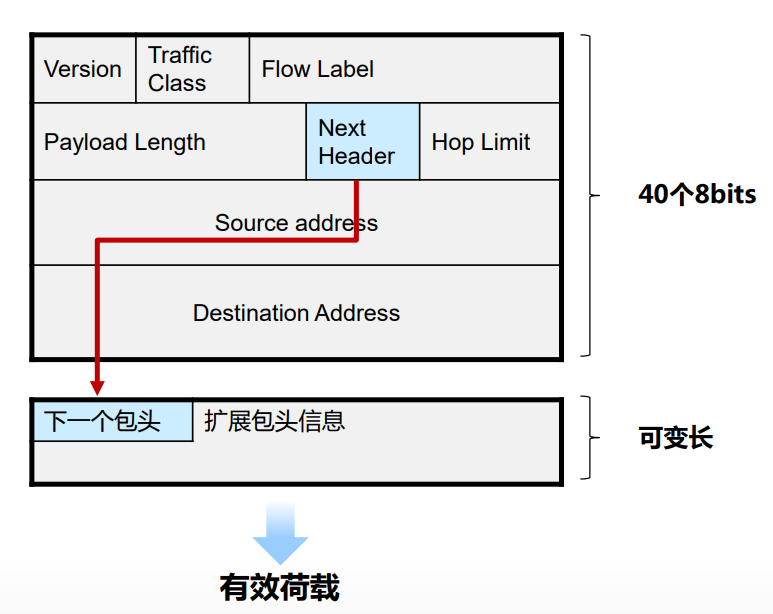 Version
Traffic
Class
Flow Label
Payload Length
Next
Header
Hop Limit
Source address
Destination Address
40个8bits
下一个包头
扩展包头信息
可变长
有效荷载